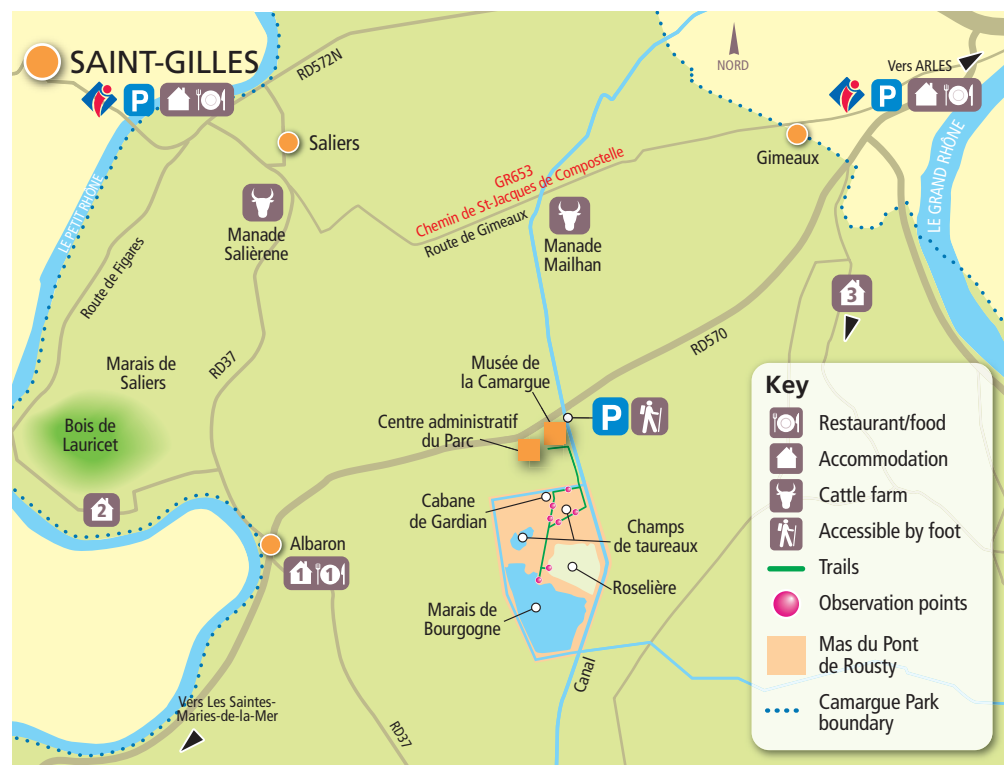 SAINT-GILLES
P
RD572N
Saliers
NORD
Vers ARLES
P
Gimeaux
LE GRAND RHÔNE
LE PETIT RHÔNE
GR653
Chemin de St-Jacques de Compostelle
Route de Gimeaux
Manade
Salièrene
Manade
Mailhan
Route de Figares
3
RD570
Marais de
Saliers
RD37
Bois de
Lauricet
Musée de
la Camargue
P
Centre administratif
du Parc
2
Cabane
de Gardian
Champs
de taureaux
Albaron
1
1
Roselière
Marais de
Bourgogne
Canal
Vers Les Saintes-
Maries-de-la-Mer
RD37
Key
Restaurant/food
Accommodation
Cattle farm
Accessible by foot
Trails
Observation points
Mas du Pont
de Rousty
Camargue Park
boundary